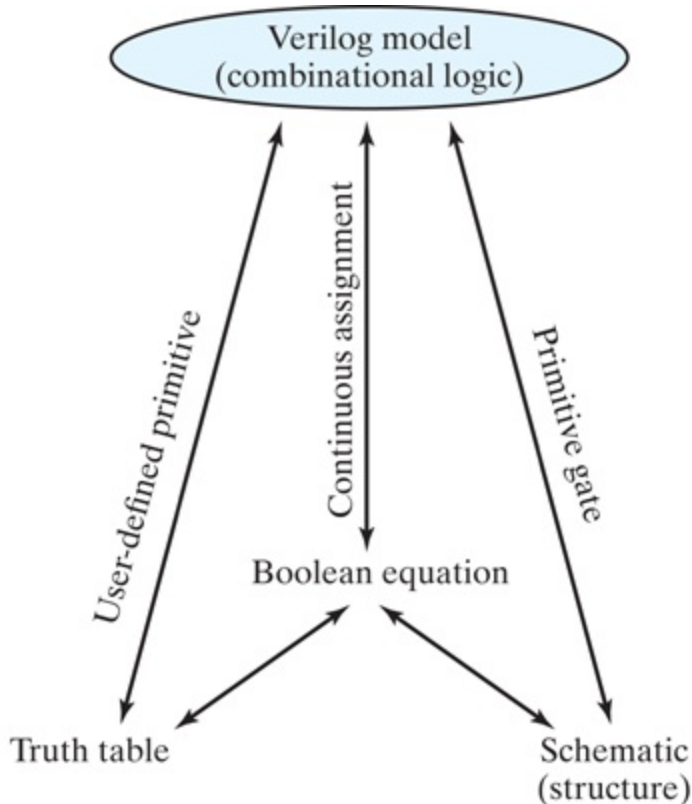 Verilog model
(combinational logic)
User-defined primitive
Continuous assignment
Primitive gate
Boolean equation
Truth table
Schematic
(structure)